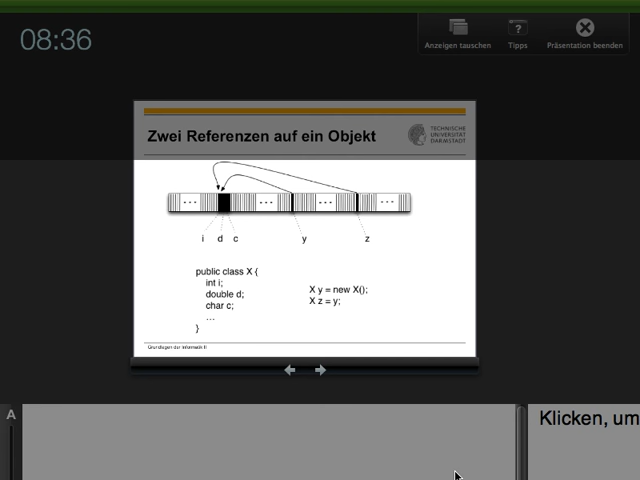 08:36
Anzeigen tauschen
Tipps
Präsentation beenden
Zwei Referenzen auf ein Objekt
TECHNISCHE
UNIVERSITÄT
DARMSTADT
i d c y z
public class X {
int i;
double d;
char c;
...
}
X y = new X();
X z = y;
Grundlagen der Informatik II
A
Klicken, um